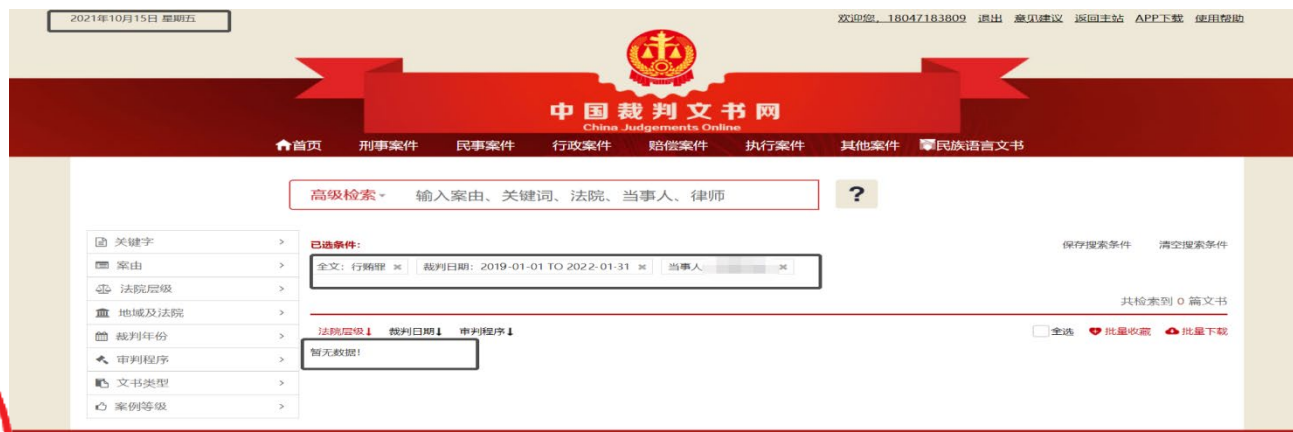 2021年10月15日 星期五
欢迎您，18047183809 退出 意见建议 返回主站 APP下载 使用帮助
中国裁判文书网
China Judgements Online
首页 刑事案件 民事案件 行政案件 赔偿案件 执行案件 其他案件 民族语言文书
高级检索 输入案由、关键词、法院、当事人、律师 ?
关键字
案由
法院层级
地域及法院
裁判年份
审判程序
文书类型
案例等级
已选条件: 保存搜索条件 清空搜索条件
全文：行贿罪 × 裁判日期：2019-01-01 TO 2022-01-31 × 当事人 ×
共检索到 0 篇文书
法院层级⬇ 裁判日期⬇ 审判程序⬇ 全选 批量收藏 批量下载
暂无数据!